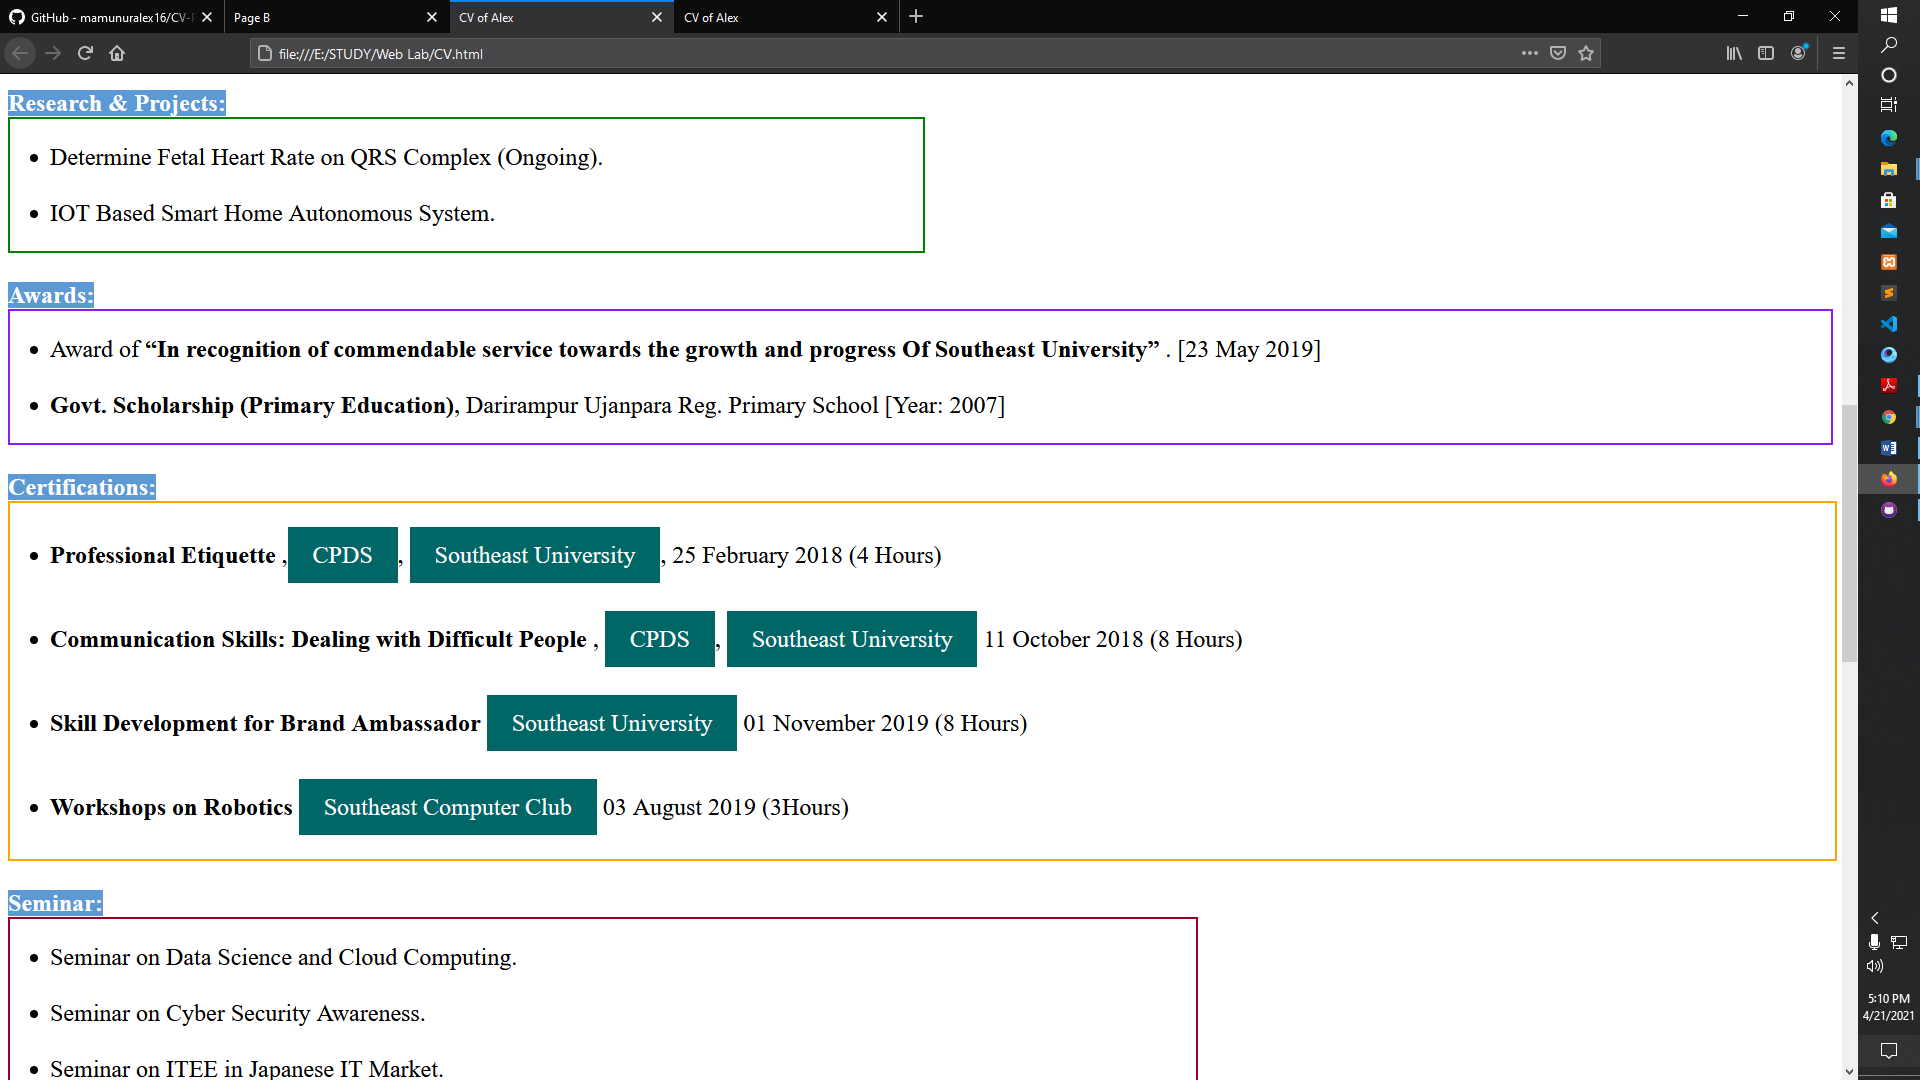 GitHub - mamunuralex16/CV-
Page B
CV of Alex
CV of Alex
file:///E:/STUDY/Web Lab/CV.html
Research & Projects:
Determine Fetal Heart Rate on QRS Complex (Ongoing).
IOT Based Smart Home Autonomous System.
Awards:
Award of “In recognition of commendable service towards the growth and progress Of Southeast University” . [23 May 2019]
Govt. Scholarship (Primary Education), Darirampur Ujanpara Reg. Primary School [Year: 2007]
Certifications:
Professional Etiquette , CPDS, Southeast University, 25 February 2018 (4 Hours)
Communication Skills: Dealing with Difficult People , CPDS, Southeast University 11 October 2018 (8 Hours)
Skill Development for Brand Ambassador Southeast University 01 November 2019 (8 Hours)
Workshops on Robotics Southeast Computer Club 03 August 2019 (3Hours)
Seminar:
Seminar on Data Science and Cloud Computing.
Seminar on Cyber Security Awareness.
Seminar on ITEE in Japanese IT Market.
5:10 PM
4/21/2021